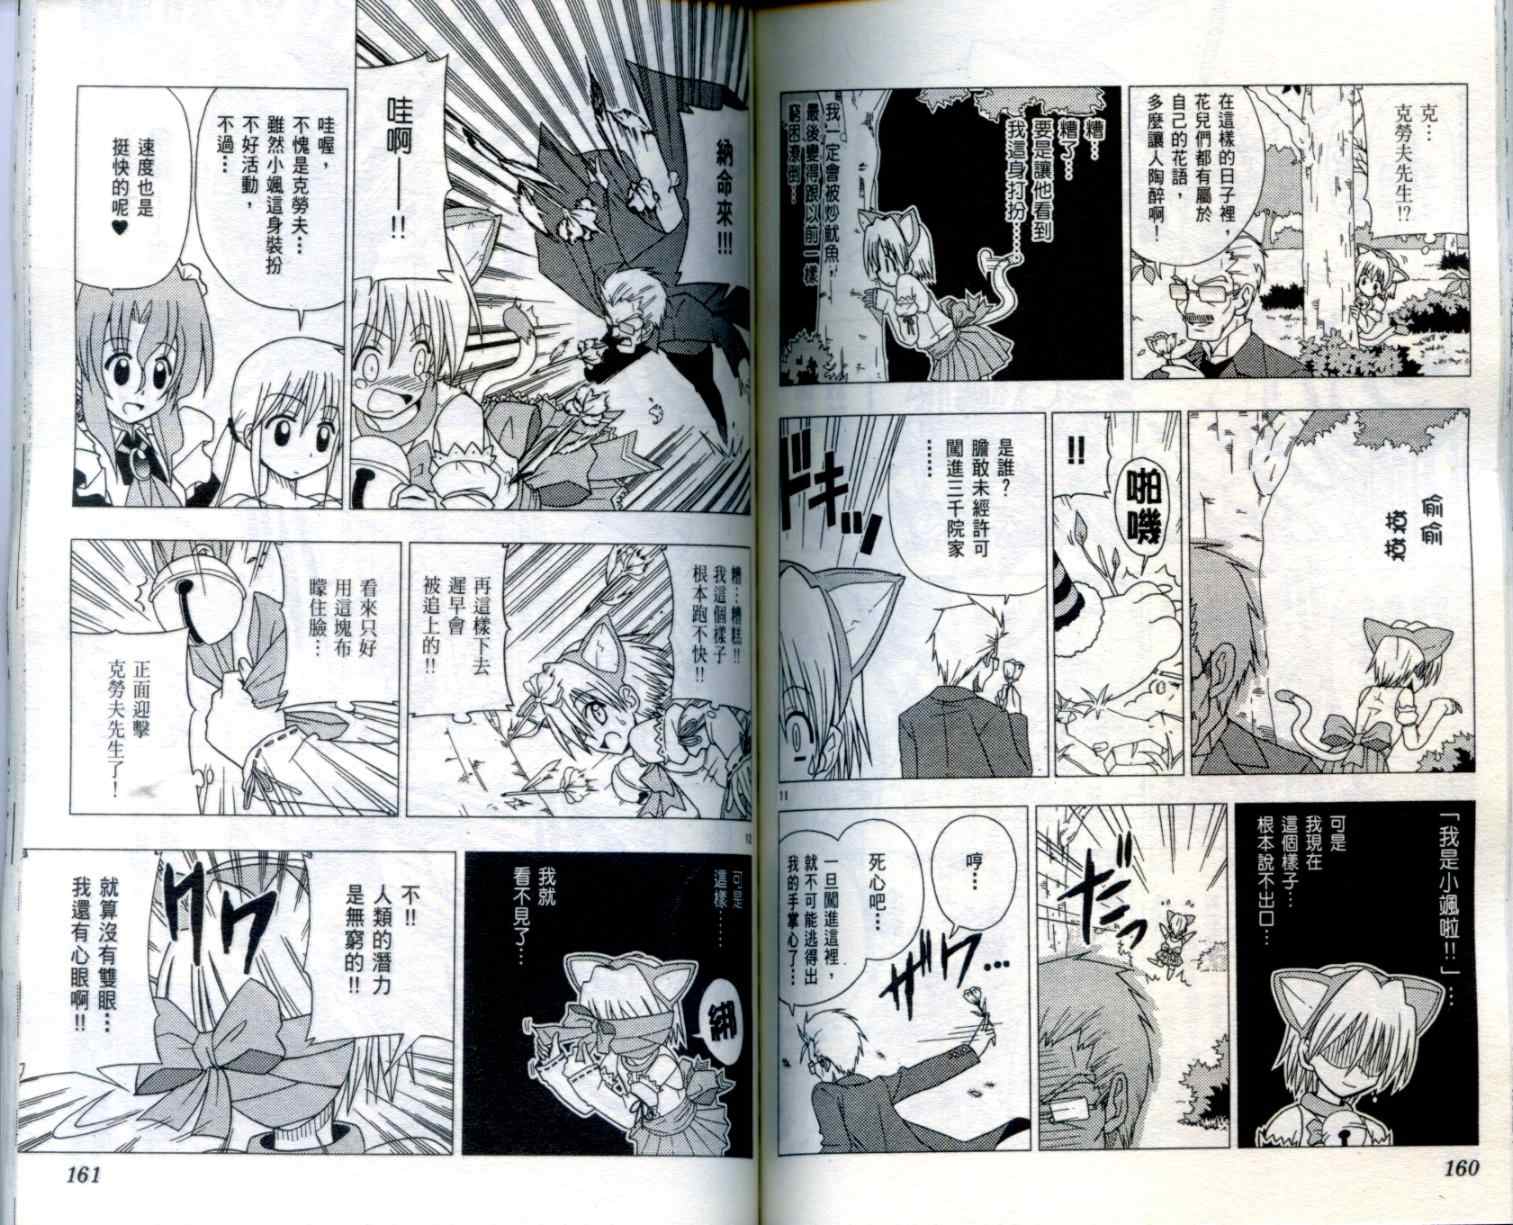 克…
克勞夫先生!?
在這樣的日子裡，
花兒們都有屬於
自己的花語，
多麼讓人陶醉啊！
糟…
糟了…
要是讓他看到
我這身打扮……
我一定會被炒魷魚，
最後變得跟以前一樣
窮困潦倒…
偷偷
摸摸
啪嘰
!!
是誰？
膽敢未經許可
闖進三千院家
……
ドキッ
11
「我是小颯啦!!」…
可是
我現在
這個樣子…
根本說不出口…
だっ
哼…
死心吧…
一旦闖進這裡，
就不可能逃得出
我的手掌心了…
ザワ…
160
納命來!!!
哇啊——!!
哇喔，
不愧是克勞夫…
雖然小颯這身裝扮
不好活動，
不過…
速度也是
挺快的呢♥
糟…糟糕!!
我這個樣子
根本跑不快!!
再這樣下去
遲早會
被追上的!!
看來只好
用這塊布
矇住臉…
正面迎擊
克勞夫先生了！
12
可是
這樣……
我就
看不見了…
綁
不!!
人類的潛力
是無窮的!!
グッ
就算沒有雙眼…
我還有心眼啊!!
161